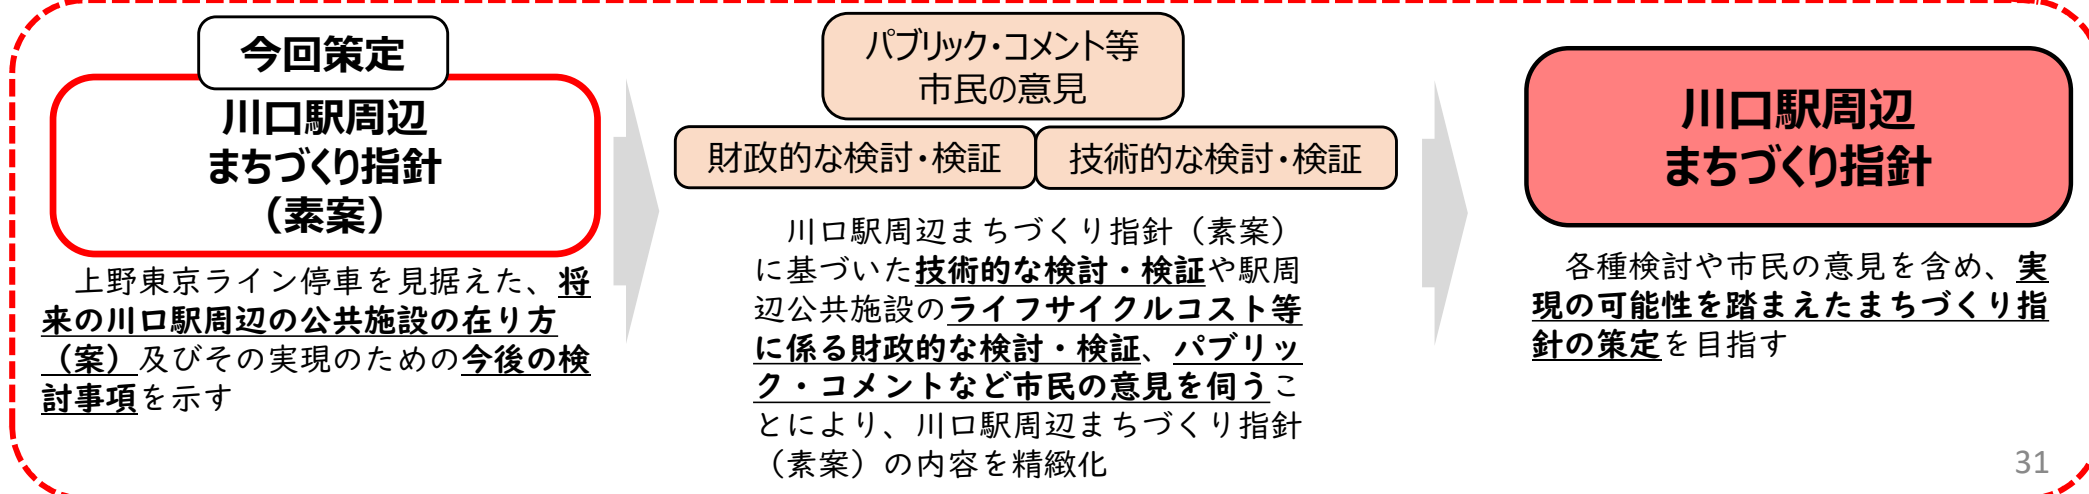 今回策定
川口駅周辺
まちづくり指針
（素案）
上野東京ライン停車を見据えた、将
来の川口駅周辺の公共施設の在り方
（案）及びその実現のための今後の検
討事項を示す
パブリック・コメント等
市民の意見
財政的な検討・検証
技術的な検討・検証
川口駅周辺まちづくり指針（素案）
に基づいた技術的な検討・検証や駅周
辺公共施設のライフサイクルコスト等
に係る財政的な検討・検証、パブリッ
ク・コメントなど市民の意見を伺うこ
とにより、川口駅周辺まちづくり指針
（素案）の内容を精緻化
川口駅周辺
まちづくり指針
各種検討や市民の意見を含め、実
現の可能性を踏まえたまちづくり指
針の策定を目指す
31